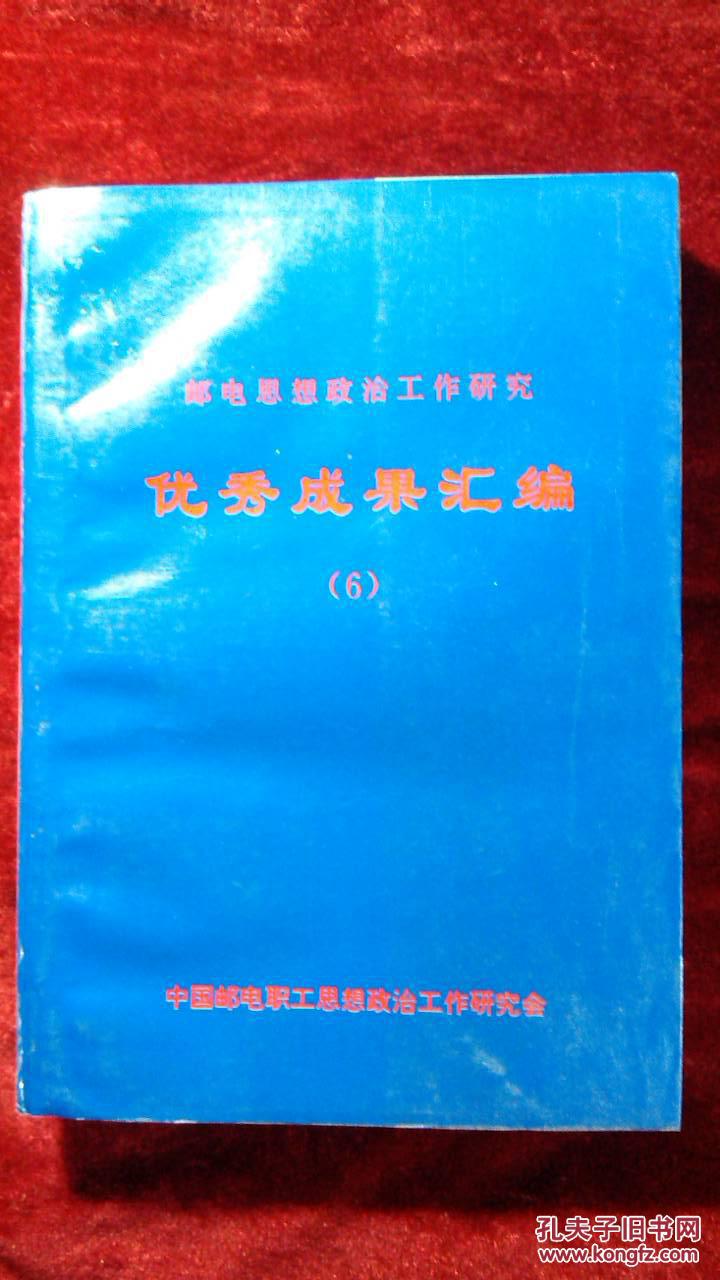 邮电思想政治工作研究
优秀成果汇编
（6）
中国邮电职工思想政治工作研究会
孔夫子旧书网
www.kongfz.com